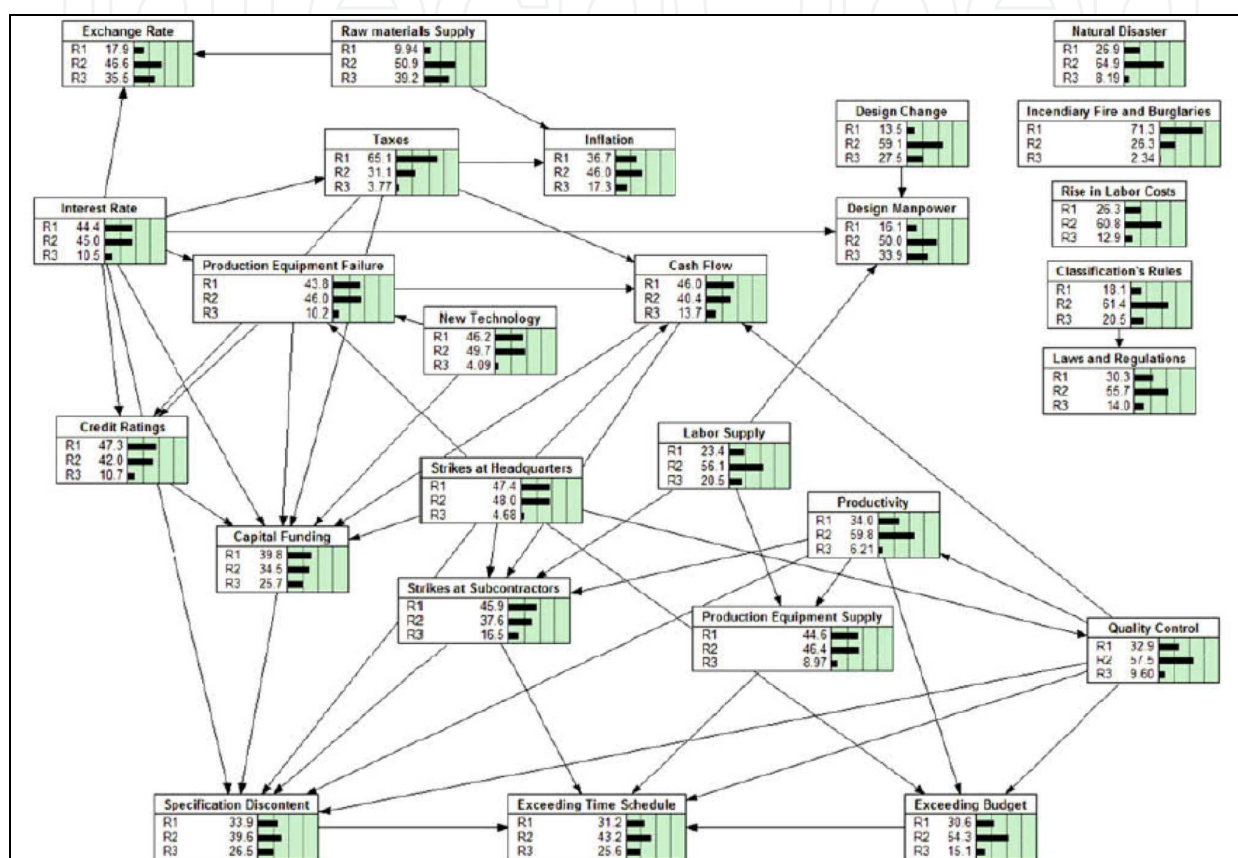 Exchange Rate
R1 17.9
R2 46.6
R3 35.5
Raw materials Supply
R1 9.94
R2 50.9
R3 39.2
Natural Disaster
R1 26.9
R2 64.9
R3 8.19
Design Change
R1 13.5
R2 59.1
R3 27.5
Incendiary Fire and Burglaries
R1 71.3
R2 26.3
R3 2.34
Taxes
R1 65.1
R2 31.1
R3 3.77
Inflation
R1 36.7
R2 46.0
R3 17.3
Rise in Labor Costs
R1 26.3
R2 60.8
R3 12.9
Interest Rate
R1 44.4
R2 45.0
R3 10.5
Design Manpower
R1 16.1
R2 50.0
R3 33.9
Production Equipment Failure
R1 43.8
R2 46.0
R3 10.2
Cash Flow
R1 46.0
R2 40.4
R3 13.7
Classification's Rules
R1 18.1
R2 61.4
R3 20.5
New Technology
R1 46.2
R2 49.7
R3 4.09
Laws and Regulations
R1 30.3
R2 55.7
R3 14.0
Credit Ratings
R1 47.3
R2 42.0
R3 10.7
Labor Supply
R1 23.4
R2 56.1
R3 20.5
Strikes at Headquarters
R1 47.4
R2 48.0
R3 4.68
Productivity
R1 34.0
R2 59.8
R3 6.21
Capital Funding
R1 39.8
R2 34.5
R3 25.7
Strikes at Subcontractors
R1 45.9
R2 37.6
R3 16.5
Production Equipment Supply
R1 44.6
R2 46.4
R3 8.97
Quality Control
R1 32.9
R2 57.5
R3 9.60
Specification Discontent
R1 33.9
R2 39.6
R3 26.5
Exceeding Time Schedule
R1 31.2
R2 43.2
R3 25.6
Exceeding Budget
R1 30.6
R2 54.3
R3 15.1